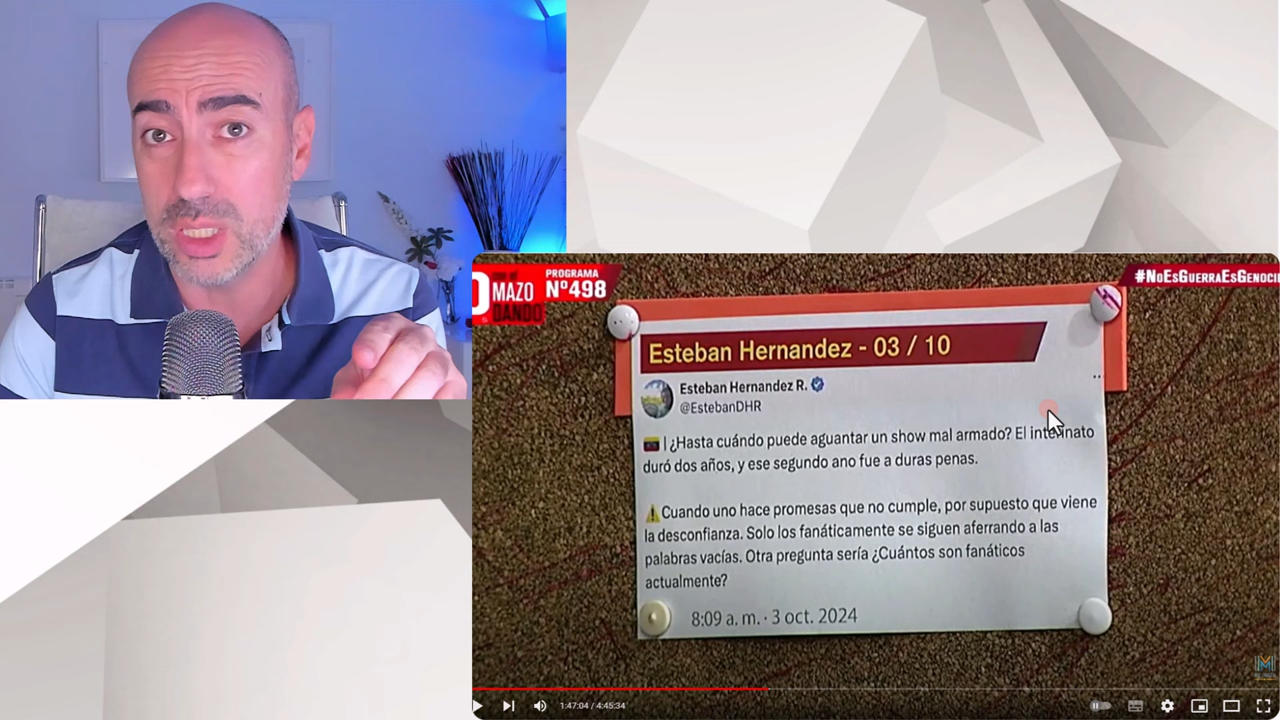 con el
MAZO
DANDO
PROGRAMA
Nº498
#NOESGUERRAESGENOCI
Esteban Hernandez - 03 / 10
Esteban Hernandez R.
@EstebanDHR
| ¿Hasta cuándo puede aguantar un show mal armado? El interinato
duró dos años, y ese segundo ano fue a duras penas.
Cuando uno hace promesas que no cumple, por supuesto que viene
la desconfianza. Solo los fanáticamente se siguen aferrando a las
palabras vacías. Otra pregunta sería ¿Cuántos son fanáticos
actualmente?
8:09 a. m. · 3 oct. 2024
1:47:04 / 4:45:34